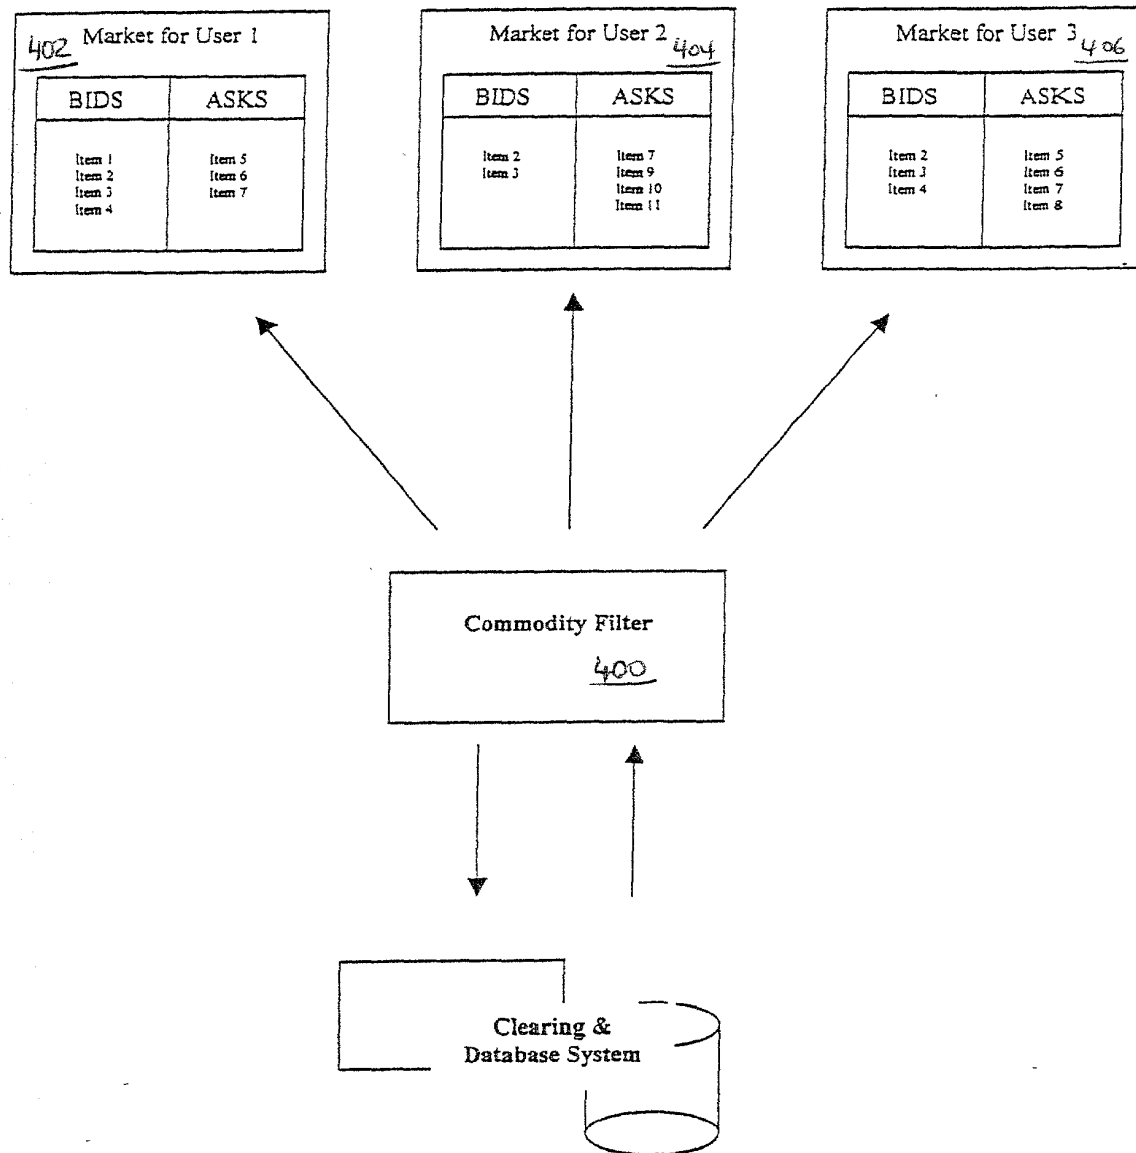 402 Market for User 1
BIDS ASKS
Item 1 Item 5
Item 2 Item 6
Item 3 Item 7
Item 4
Market for User 2 404
BIDS ASKS
Item 2 Item 7
Item 3 Item 9
Item 10
Item 11
Market for User 3 406
BIDS ASKS
Item 2 Item 5
Item 3 Item 6
Item 4 Item 7
Item 8
Commodity Filter
400
Clearing &
Database System